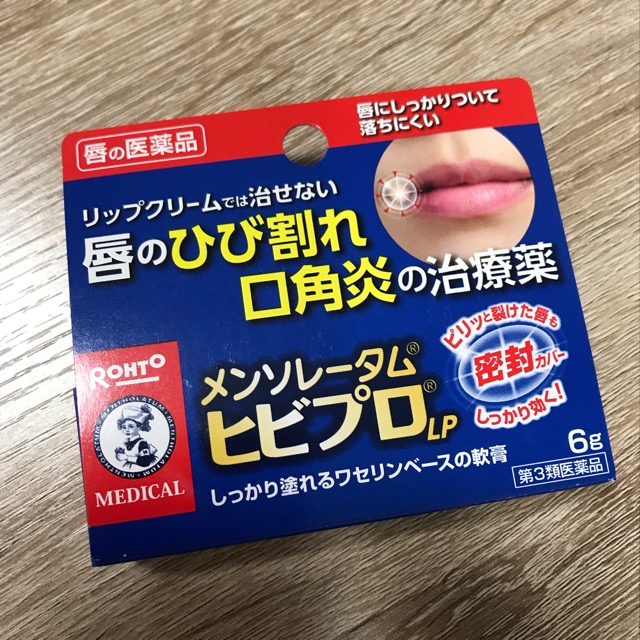 唇の医薬品
唇にしっかりついて
落ちにくい
リップクリームでは治せない
唇のひび割れ
口角炎の治療薬
ピリッと裂けた唇も
密封カバー
しっかり効く!
ROHTO
MENTHOLATUM
MEDICAL
メンソレータム®
ヒビプロ®LP
しっかり塗れるワセリンベースの軟膏
6g
第3類医薬品